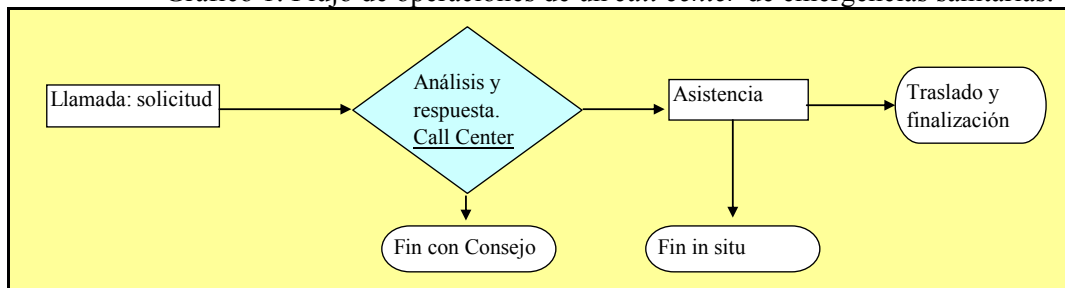 Gráfico 1. Flujo de operaciones de un call center de emergencias sanitarias.
Llamada: solicitud
Análisis y
respuesta.
Call Center
Asistencia
Traslado y
finalización
Fin con Consejo
Fin in situ